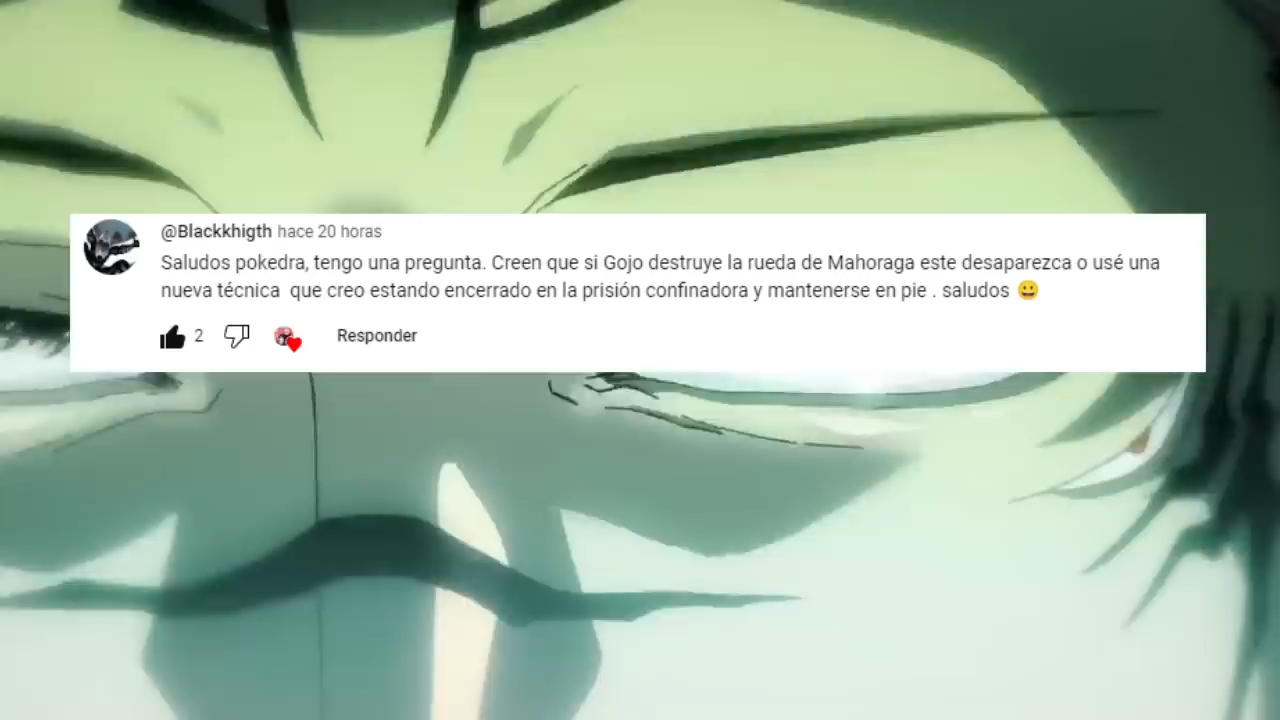 @Blackkhigth hace 20 horas
Saludos pokedra, tengo una pregunta. Creen que si Gojo destruye la rueda de Mahoraga este desaparezca o usé una
nueva técnica que creo estando encerrado en la prisión confinadora y mantenerse en pie . saludos 😀
2 Responder